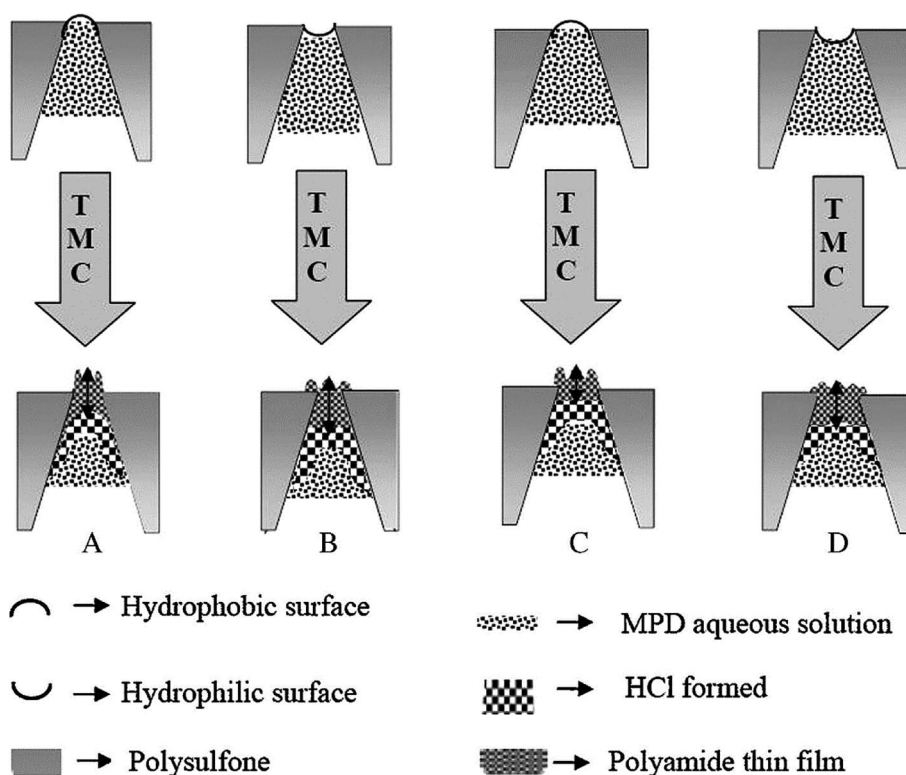 T T T T
M M M M
C C C C
A B C D
Hydrophobic surface
MPD aqueous solution
Hydrophilic surface
HCl formed
Polysulfone
Polyamide thin film